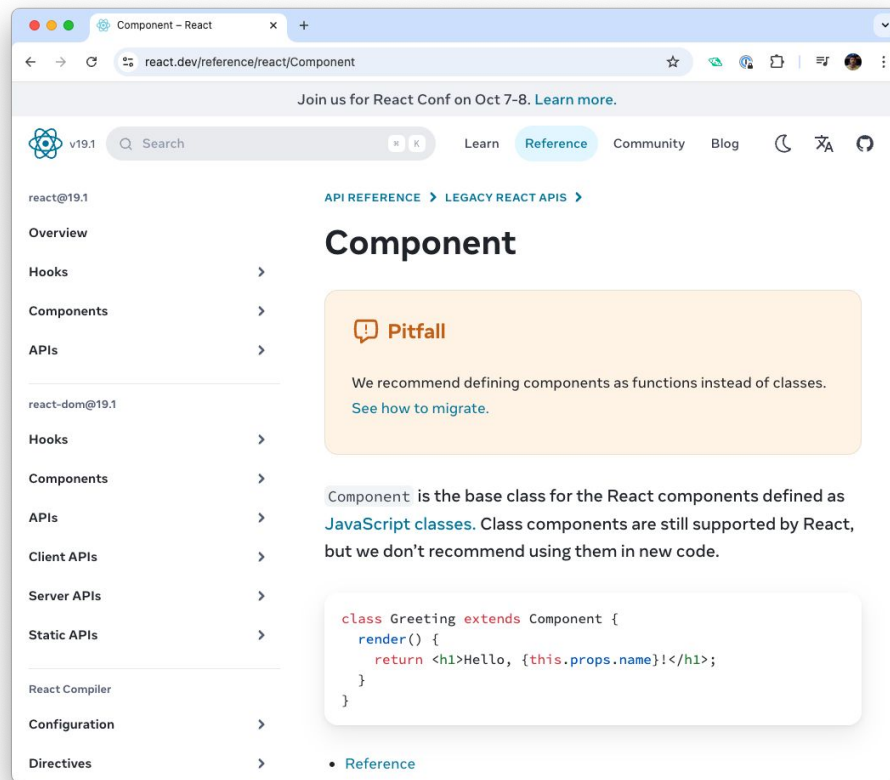 Component – React
react.dev/reference/react/Component
Join us for React Conf on Oct 7-8. Learn more.
v19.1
Search
⌘ K
Learn
Reference
Community
Blog
react@19.1
Overview
Hooks
Components
APIs
react-dom@19.1
Hooks
Components
APIs
Client APIs
Server APIs
Static APIs
React Compiler
Configuration
Directives
API REFERENCE
LEGACY REACT APIS
Component
Pitfall
We recommend defining components as functions instead of classes.
See how to migrate.
Component is the base class for the React components defined as
JavaScript classes. Class components are still supported by React,
but we don’t recommend using them in new code.
class Greeting extends Component {
  render() {
    return <h1>Hello, {this.props.name}!</h1>;
  }
}
• Reference